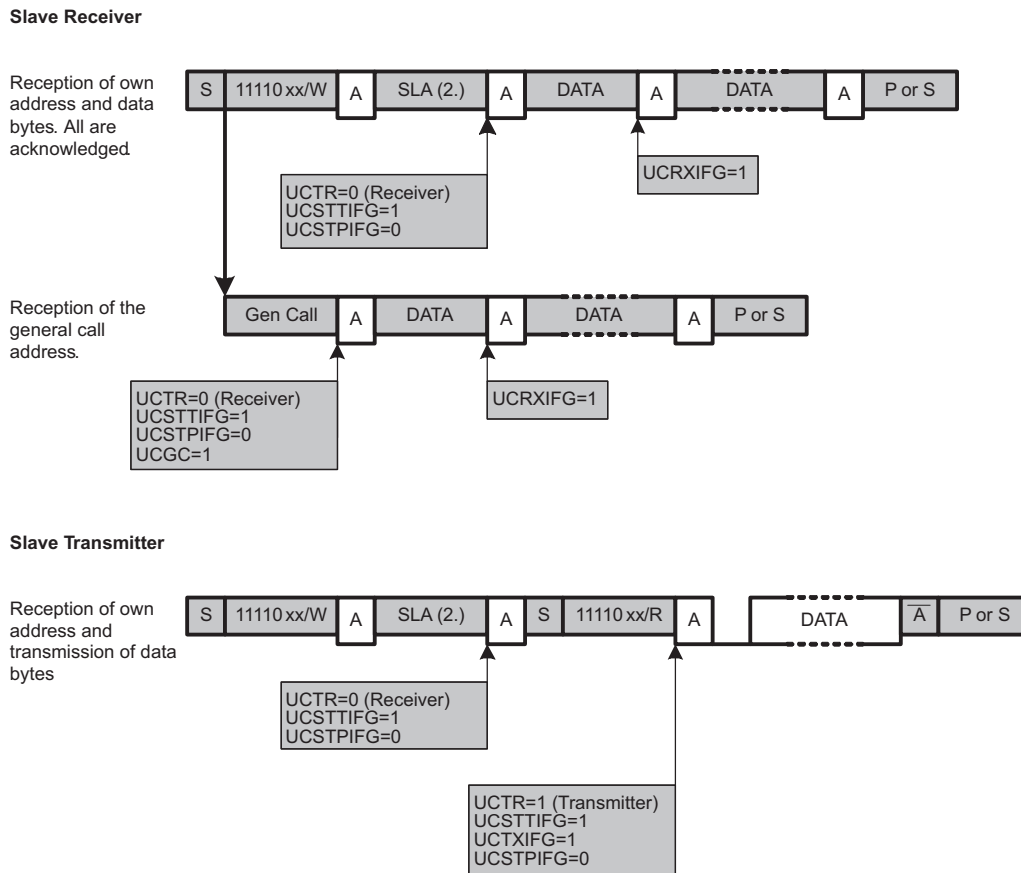 Slave Receiver
Reception of own
address and data
bytes. All are
acknowledged.
S 11110 xx/W A SLA (2.) A DATA A DATA A P or S
UCTR=0 (Receiver)
UCSTTIFG=1
UCSTPIFG=0
UCRXIFG=1
Reception of the
general call
address.
Gen Call A DATA A DATA A P or S
UCTR=0 (Receiver)
UCSTTIFG=1
UCSTPIFG=0
UCGC=1
UCRXIFG=1
Slave Transmitter
Reception of own
address and
transmission of data
bytes
S 11110 xx/W A SLA (2.) A S 11110 xx/R A DATA A̅ P or S
UCTR=0 (Receiver)
UCSTTIFG=1
UCSTPIFG=0
UCTR=1 (Transmitter)
UCSTTIFG=1
UCTXIFG=1
UCSTPIFG=0